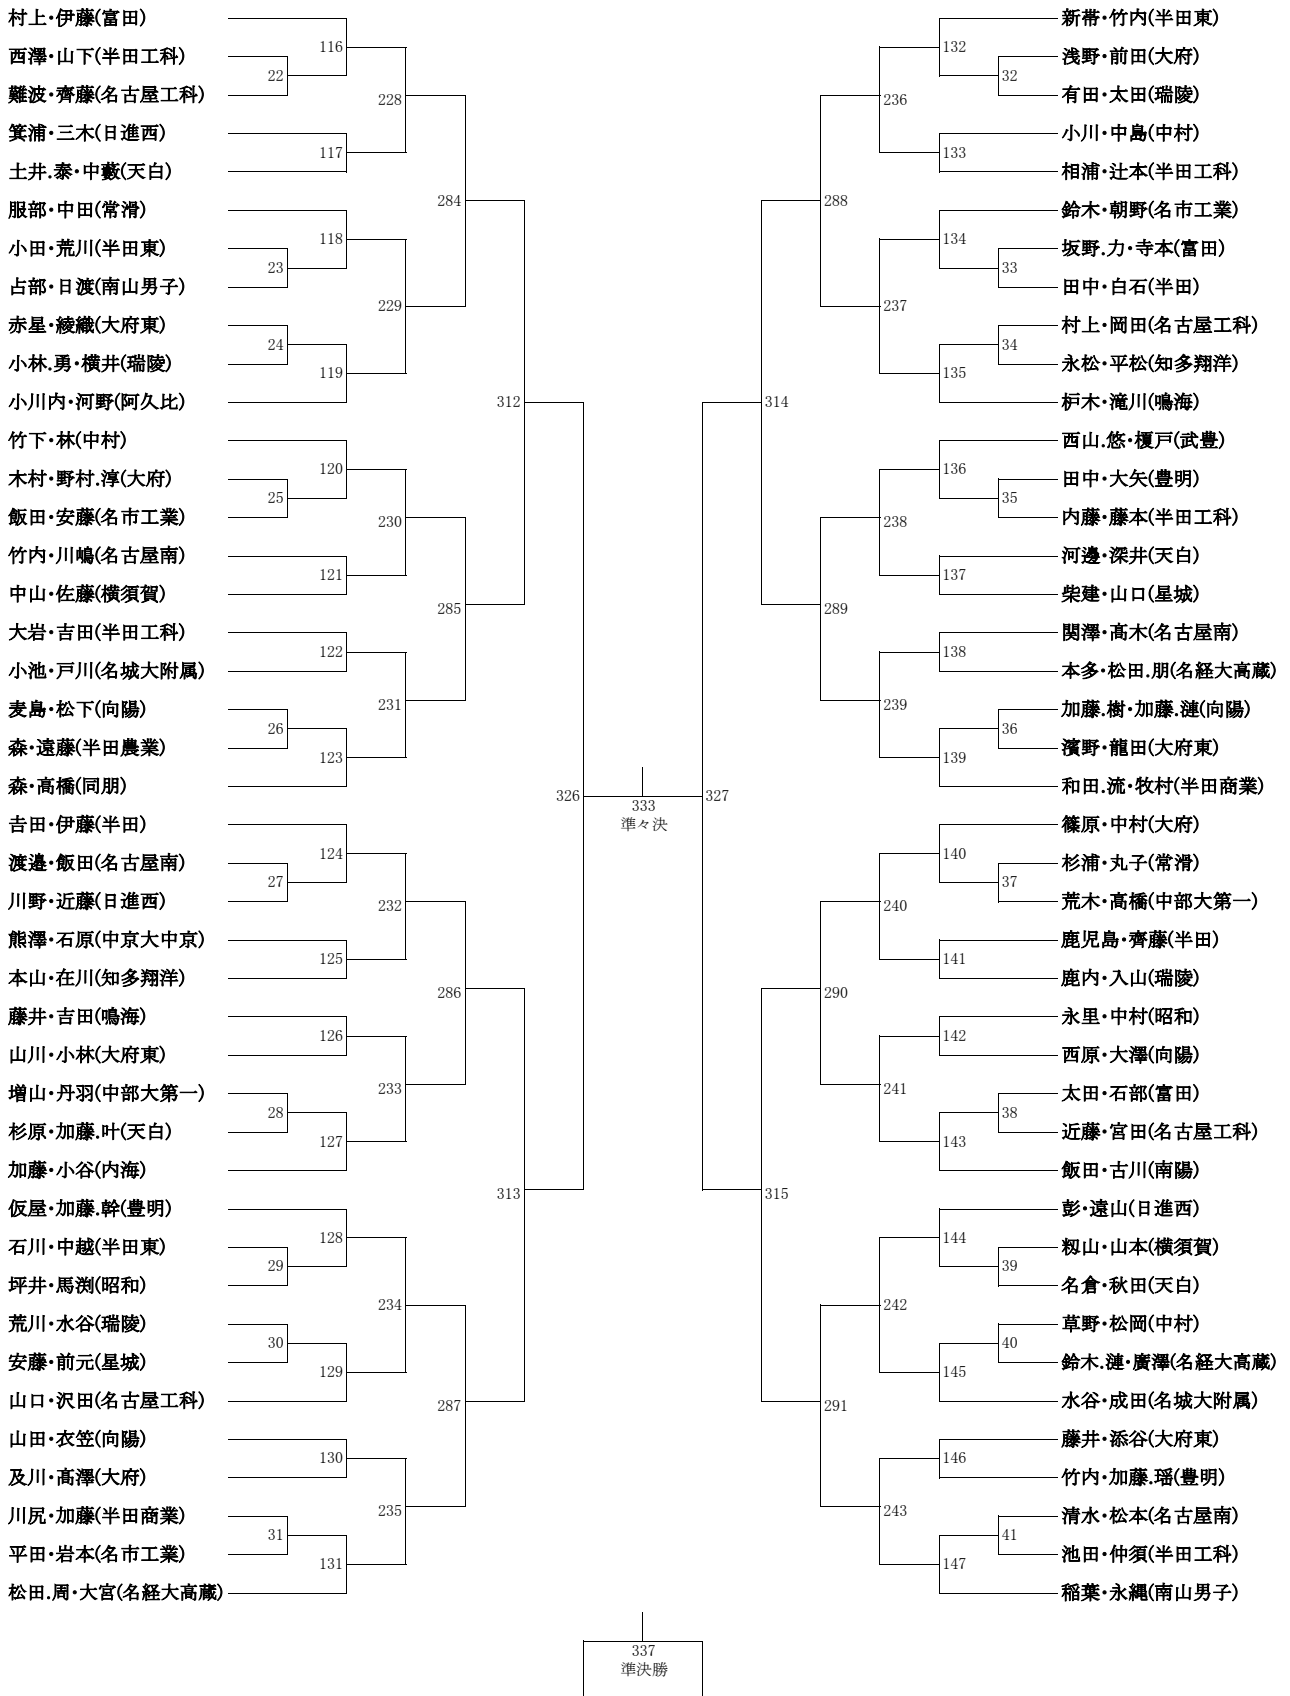 村上・伊藤(富田)
西澤・山下(半田工科)
難波・齊藤(名古屋工科)
箕浦・三木(日進西)
土井.泰・中藪(天白)
服部・中田(常滑)
小田・荒川(半田東)
占部・日渡(南山男子)
赤星・綾織(大府東)
小林.勇・横井(瑞陵)
小川内・河野(阿久比)
竹下・林(中村)
木村・野村.淳(大府)
飯田・安藤(名市工業)
竹内・川嶋(名古屋南)
中山・佐藤(横須賀)
大岩・吉田(半田工科)
小池・戸川(名城大附属)
麦島・松下(向陽)
森・遠藤(半田農業)
森・髙橋(同朋)
𠮷田・伊藤(半田)
渡邉・飯田(名古屋南)
川野・近藤(日進西)
熊澤・石原(中京大中京)
本山・在川(知多翔洋)
藤井・吉田(鳴海)
山川・小林(大府東)
増山・丹羽(中部大第一)
杉原・加藤.叶(天白)
加藤・小谷(内海)
仮屋・加藤.幹(豊明)
石川・中越(半田東)
坪井・馬渕(昭和)
荒川・水谷(瑞陵)
安藤・前元(星城)
山口・沢田(名古屋工科)
山田・衣笠(向陽)
及川・髙澤(大府)
川尻・加藤(半田商業)
平田・岩本(名市工業)
松田.周・大宮(名経大高蔵)
22
23
24
25
26
27
28
29
30
31
116
117
118
119
120
121
122
123
124
125
126
127
128
129
130
131
228
229
230
231
232
233
234
235
284
285
286
287
312
313
326
333
準々決
327
314
315
288
289
290
291
236
237
238
239
240
241
242
243
132
133
134
135
136
137
138
139
140
141
142
143
144
145
146
147
32
33
34
35
36
37
38
39
40
41
新帯・竹内(半田東)
浅野・前田(大府)
有田・太田(瑞陵)
小川・中島(中村)
相浦・辻本(半田工科)
鈴木・朝野(名市工業)
坂野.力・寺本(富田)
田中・白石(半田)
村上・岡田(名古屋工科)
永松・平松(知多翔洋)
枦木・滝川(鳴海)
西山.悠・榎戸(武豊)
田中・大矢(豊明)
内藤・藤本(半田工科)
河邊・深井(天白)
柴建・山口(星城)
関澤・髙木(名古屋南)
本多・松田.朋(名経大高蔵)
加藤.樹・加藤.漣(向陽)
濱野・龍田(大府東)
和田.流・牧村(半田商業)
篠原・中村(大府)
杉浦・丸子(常滑)
荒木・髙橋(中部大第一)
鹿児島・齊藤(半田)
鹿内・入山(瑞陵)
永里・中村(昭和)
西原・大澤(向陽)
太田・石部(富田)
近藤・宮田(名古屋工科)
飯田・古川(南陽)
彭・遠山(日進西)
籾山・山本(横須賀)
名倉・秋田(天白)
草野・松岡(中村)
鈴木.漣・廣澤(名経大高蔵)
水谷・成田(名城大附属)
藤井・添谷(大府東)
竹内・加藤.瑶(豊明)
清水・松本(名古屋南)
池田・仲須(半田工科)
稲葉・永縄(南山男子)
337
準決勝